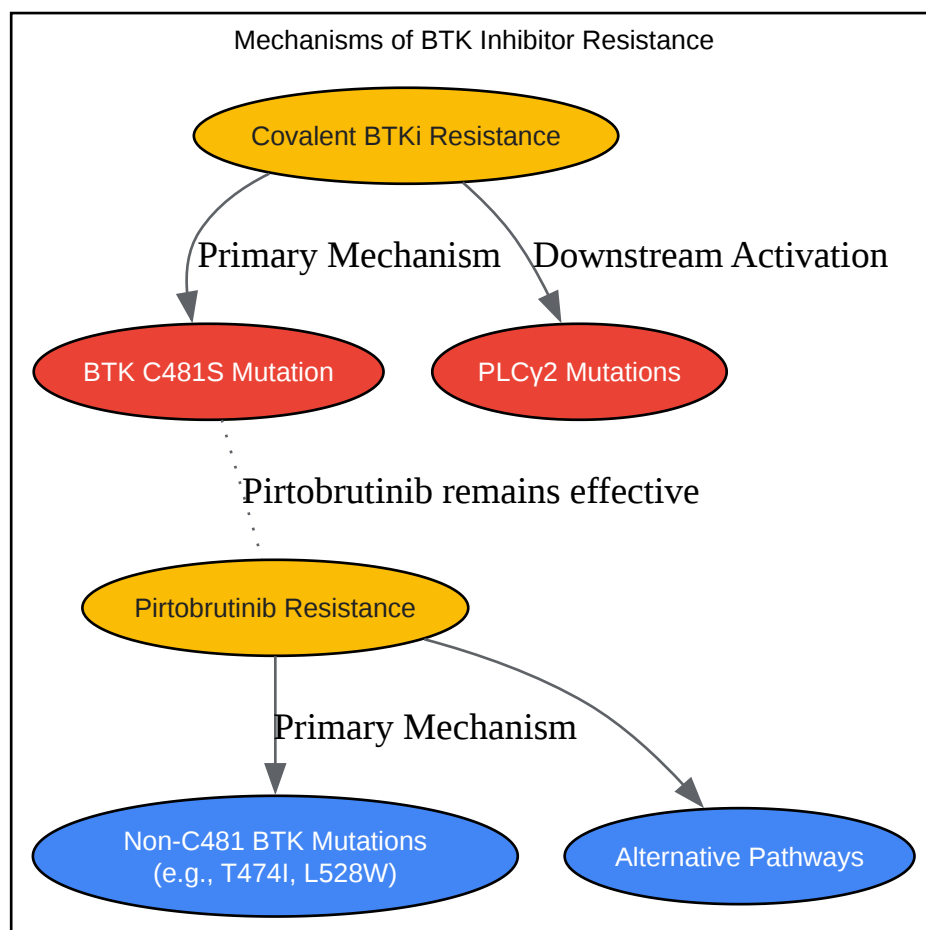 Mechanisms of BTK Inhibitor Resistance
Covalent BTKi Resistance
Primary Mechanism
Downstream Activation
BTK C481S Mutation
PLCγ2 Mutations
Pirtobrutinib remains effective
Pirtobrutinib Resistance
Primary Mechanism
Non-C481 BTK Mutations
(e.g., T474I, L528W)
Alternative Pathways